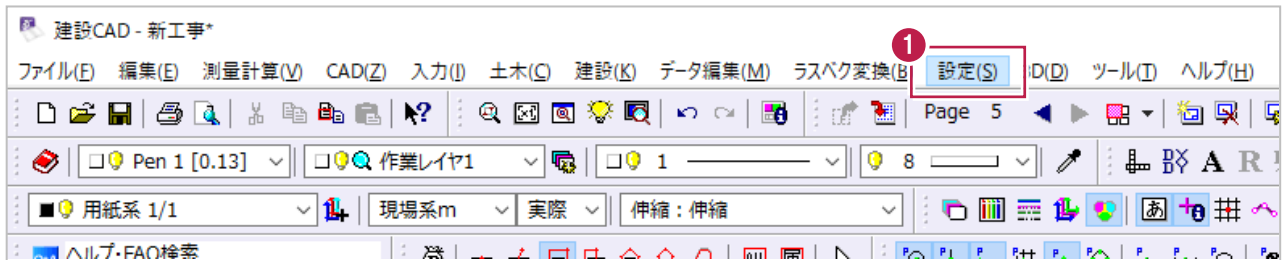 建設CAD - 新工事*
1
ファイル(F) 編集(E) 測量計算(V) CAD(Z) 入力(I) 土木(C) 建設(K) データ編集(M) ラスベク変換(B 設定(S) 3D(D) ツール(T) ヘルプ(H)
Page 5
Pen 1 [0.13] 作業レイヤ1 1 8 A R
用紙系 1/1 現場系m 実際 伸縮：伸縮 あ
ヘルプ・FAQ検索